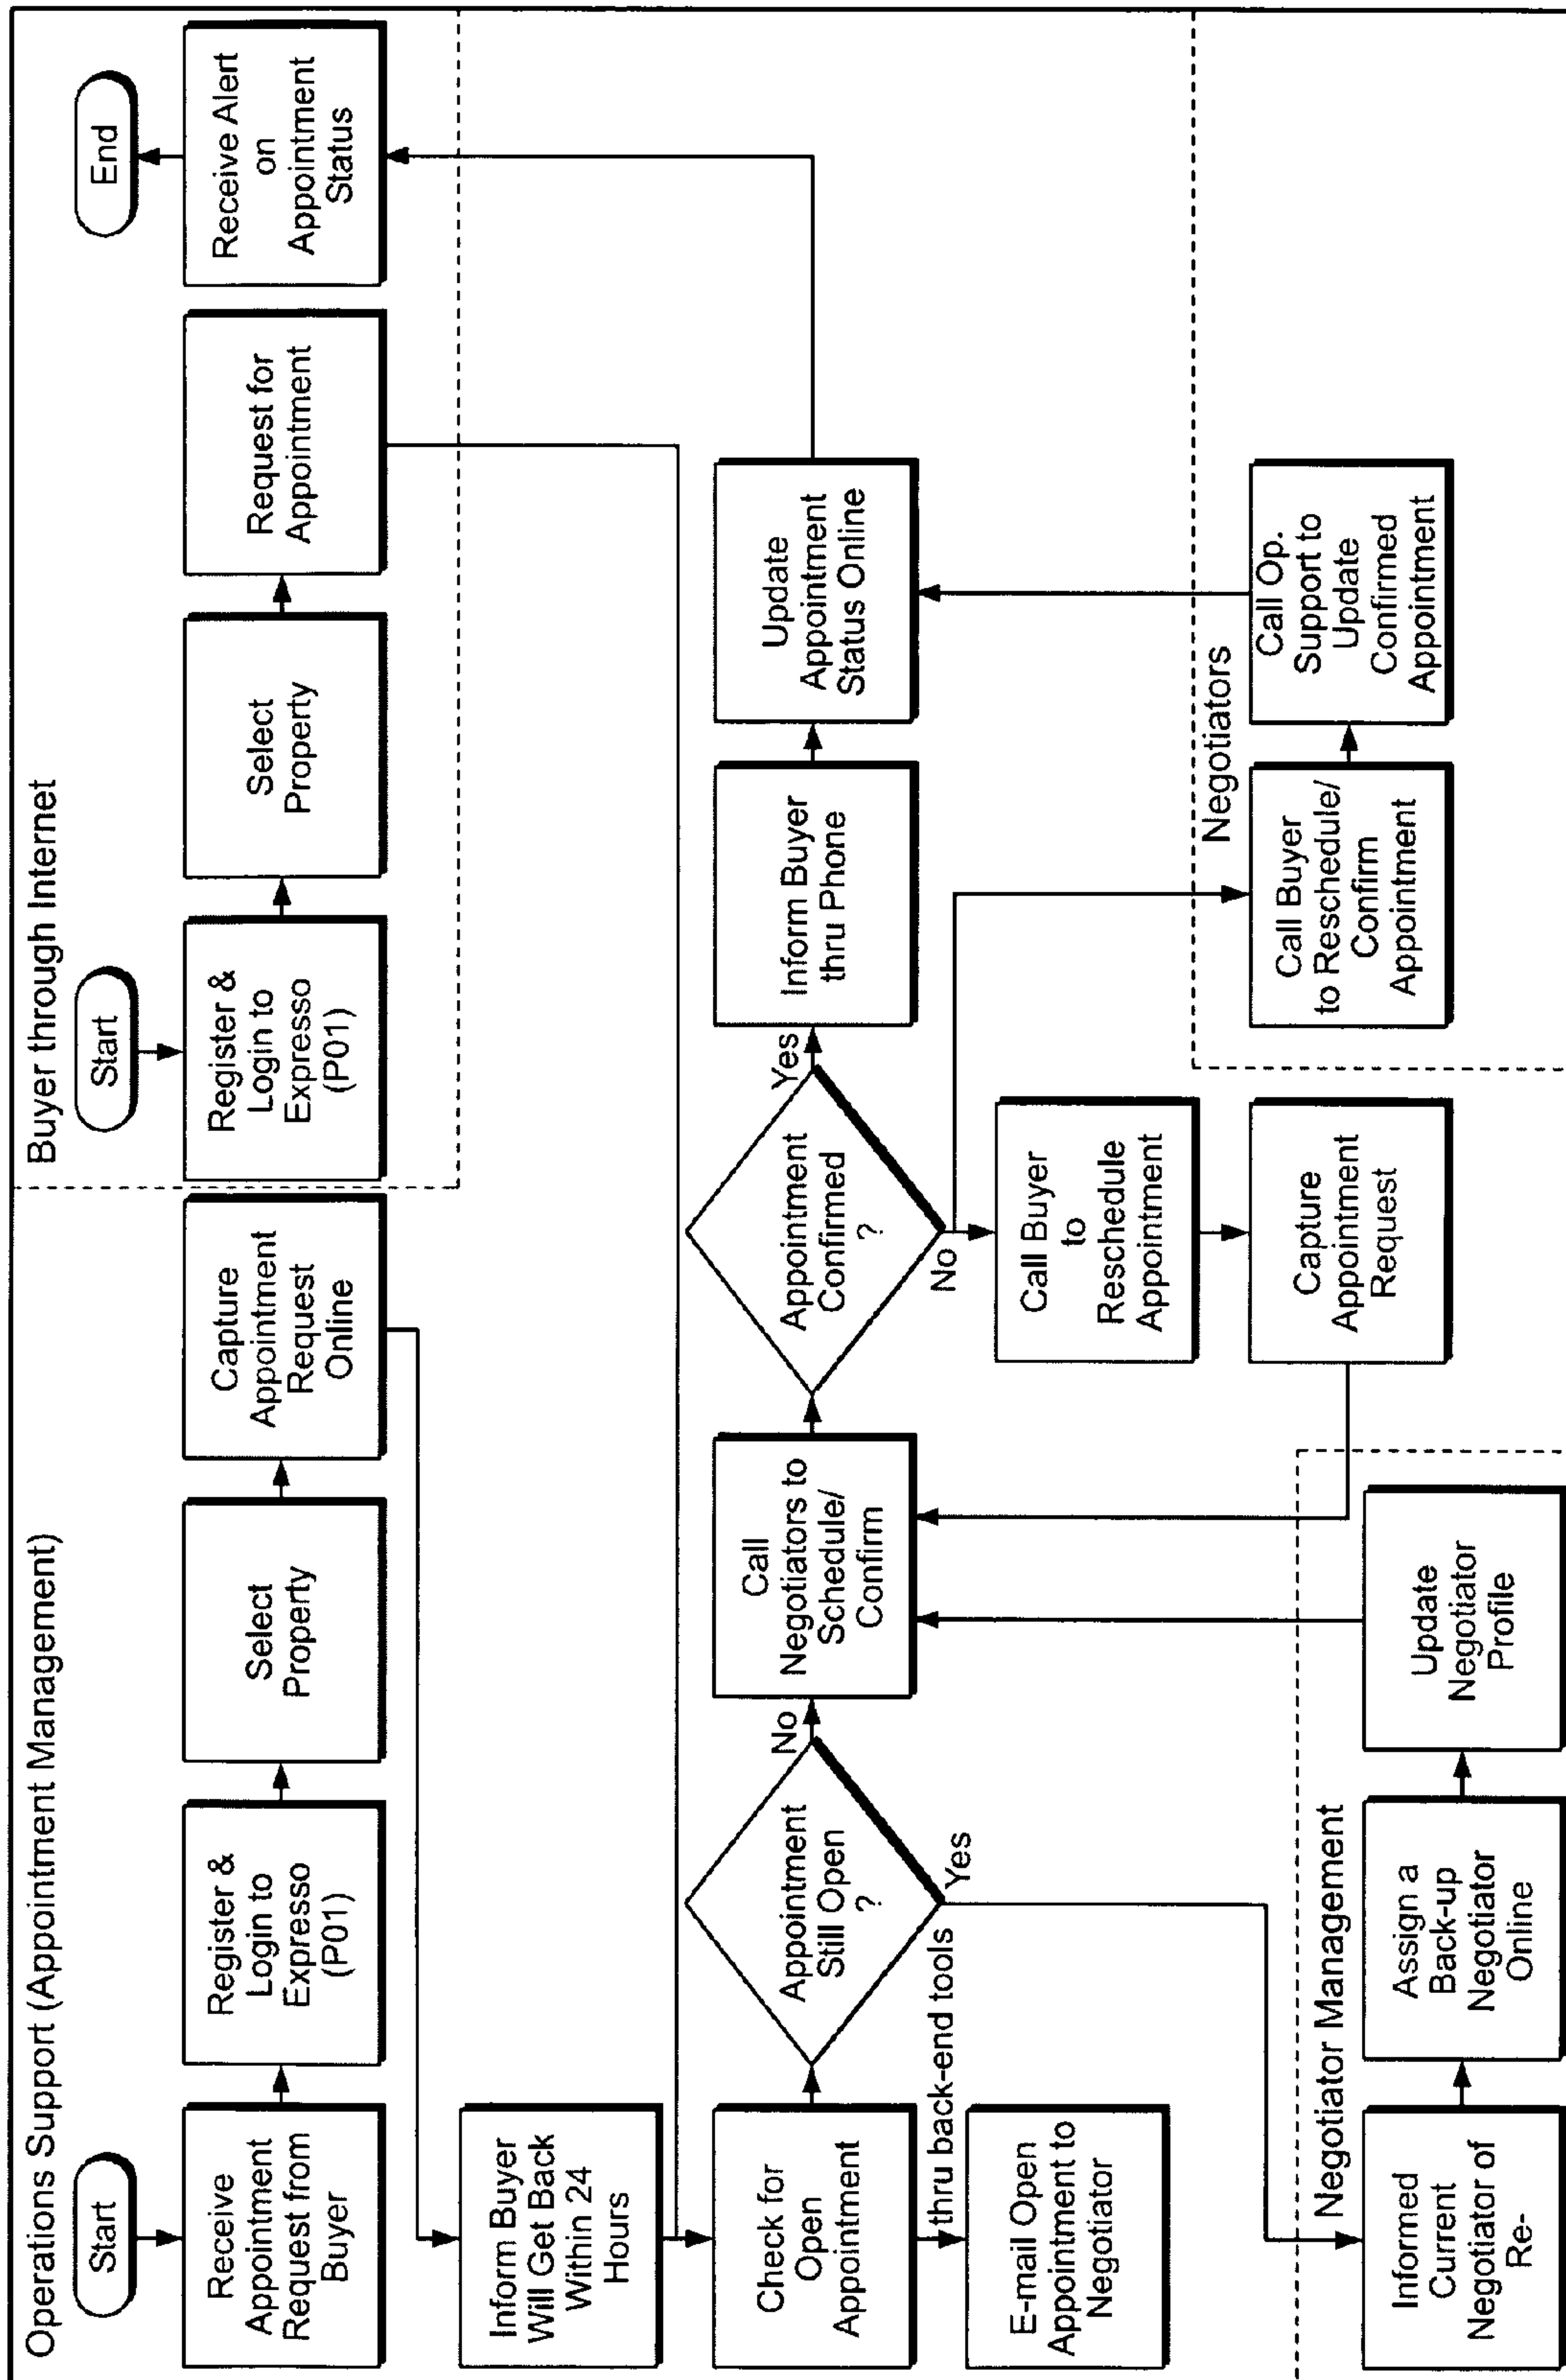 Operations Support (Appointment Management)
Start
Receive
Appointment
Request from
Buyer
Register &
Login to
Expresso
(P01)
Select
Property
Capture
Appointment
Request
Online
Buyer through Internet
Start
Register &
Login to
Expresso
(P01)
Select
Property
Request for
Appointment
Receive Alert
on
Appointment
Status
End
Inform Buyer
Will Get Back
Within 24
Hours
Check for
Open
Appointment
thru back-end tools
E-mail Open
Appointment to
Negotiator
Appointment
Still Open
?
No
Yes
Call
Negotiators to
Schedule/
Confirm
Appointment
Confirmed
?
Yes
No
Inform Buyer
thru Phone
Update
Appointment
Status Online
Call Buyer
to
Reschedule
Appointment
Capture
Appointment
Request
Negotiators
Call Buyer
to Reschedule/
Confirm
Appointment
Call Op.
Support to
Update
Confirmed
Appointment
Negotiator Management
Informed
Current
Negotiator of
Re-
Assign a
Back-up
Negotiator
Online
Update
Negotiator
Profile